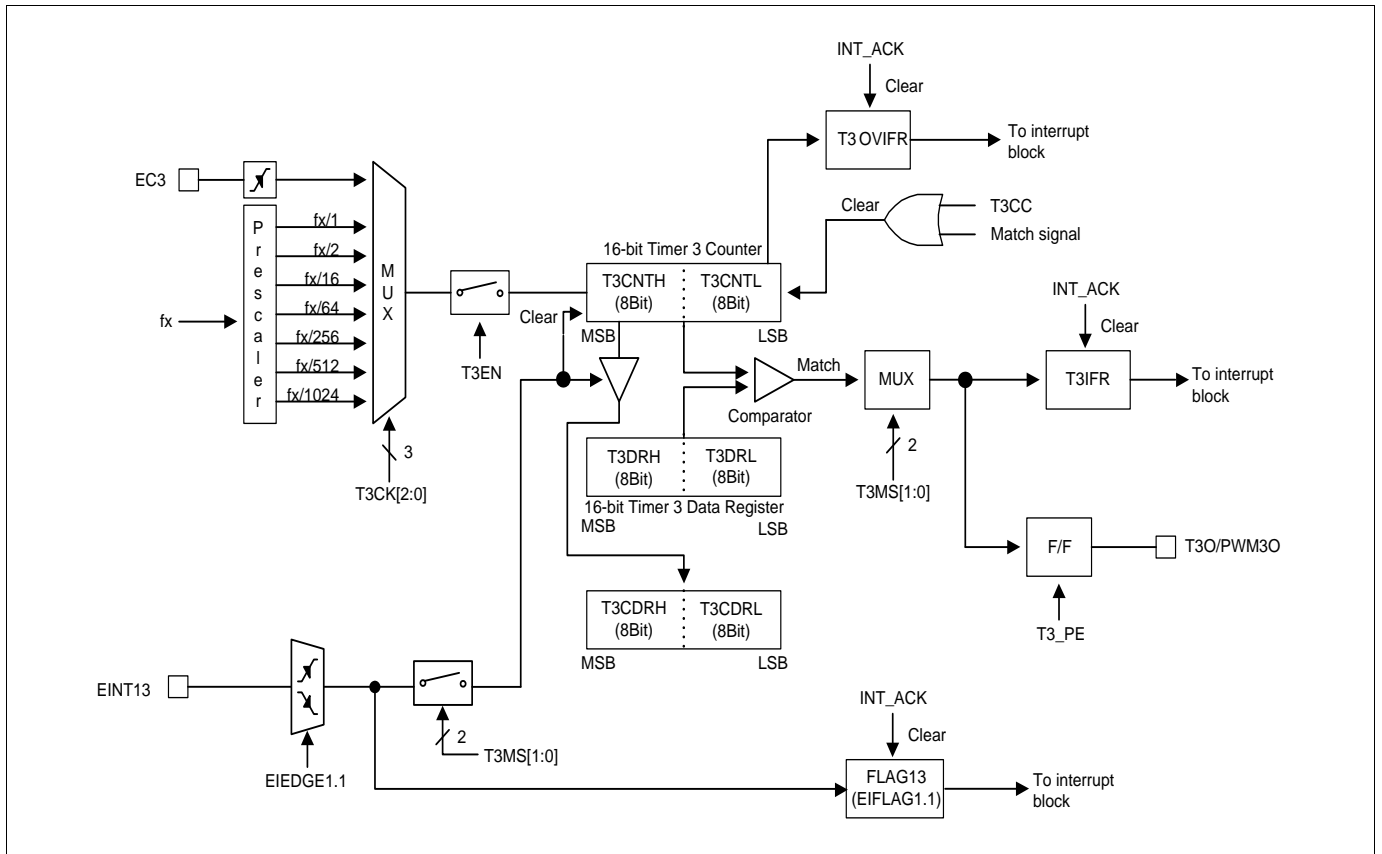 INT_ACK
Clear
T3 OVIFR
To interrupt
block
EC3
P
r
e
s
c
a
l
e
r
fx
fx/1
fx/2
fx/16
fx/64
fx/256
fx/512
fx/1024
M
U
X
3
T3CK[2:0]
T3EN
Clear
T3CC
Match signal
16-bit Timer 3 Counter
T3CNTH
(8Bit)
T3CNTL
(8Bit)
Clear
MSB
LSB
Comparator
Match
MUX
2
T3MS[1:0]
INT_ACK
Clear
T3IFR
To interrupt
block
T3DRH
(8Bit)
T3DRL
(8Bit)
16-bit Timer 3 Data Register
MSB
LSB
F/F
T3O/PWM3O
T3_PE
T3CDRH
(8Bit)
T3CDRL
(8Bit)
MSB
LSB
EINT13
EIEDGE1.1
2
T3MS[1:0]
INT_ACK
Clear
FLAG13
(EIFLAG1.1)
To interrupt
block